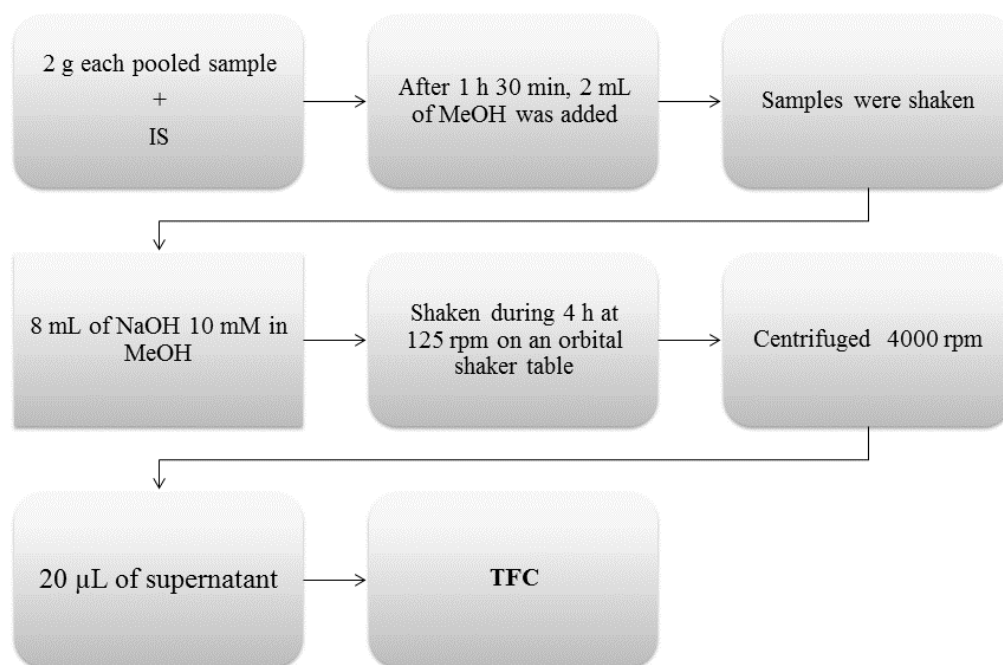 2 g each pooled sample
+
IS
After 1 h 30 min, 2 mL
of MeOH was added
Samples were shaken
8 mL of NaOH 10 mM in
MeOH
Shaken during 4 h at
125 rpm on an orbital
shaker table
Centrifuged 4000 rpm
20 µL of supernatant
TFC